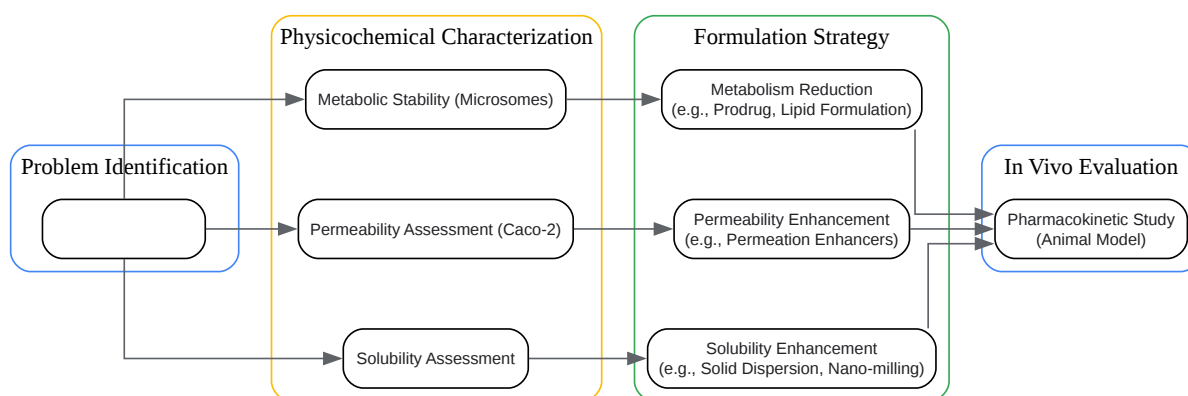 Problem Identification
Physicochemical Characterization
Metabolic Stability (Microsomes)
Permeability Assessment (Caco-2)
Solubility Assessment
Formulation Strategy
Metabolism Reduction
(e.g., Prodrug, Lipid Formulation)
Permeability Enhancement
(e.g., Permeation Enhancers)
Solubility Enhancement
(e.g., Solid Dispersion, Nano-milling)
In Vivo Evaluation
Pharmacokinetic Study
(Animal Model)